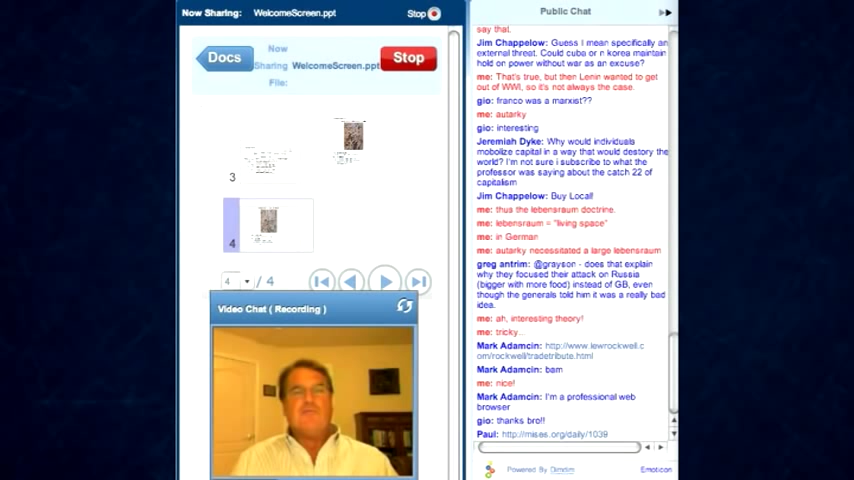 Now Sharing: WelcomeScreen.ppt Stop
Docs
Now
Sharing WelcomeScreen.ppt
File:
Stop
3
4
4 / 4
Video Chat ( Recording )
Public Chat
say that.
Jim Chappelow: Guess I mean specifically an
external threat. Could cuba or n korea maintain
hold on power without war as an excuse?
me: That's true, but then Lenin wanted to get
out of WWI, so it's not always the case.
gio: franco was a marxist??
me: autarky
gio: interesting
Jeremiah Dyke: Why would individuals
mobolize capital in a way that would destory the
world? I'm not sure i subscribe to what the
professor was saying about the catch 22 of
capitalism
Jim Chappelow: Buy Local!
me: thus the lebensraum doctrine.
me: lebensraum = "living space"
me: in German
me: autarky necessitated a large lebensraum
greg antrim: @grayson - does that explain
why they focused their attack on Russia
(bigger with more food) instead of GB, even
though the generals told him it was a really bad
idea.
me: ah, interesting theory!
me: tricky...
Mark Adamcin: http://www.lewrockwell.c
om/rockwell/tradetribute.html
Mark Adamcin: bam
me: nice!
Mark Adamcin: I'm a professional web
browser
gio: thanks bro!!
Paul: http://mises.org/daily/1039
Powered By Dimdim Emoticon